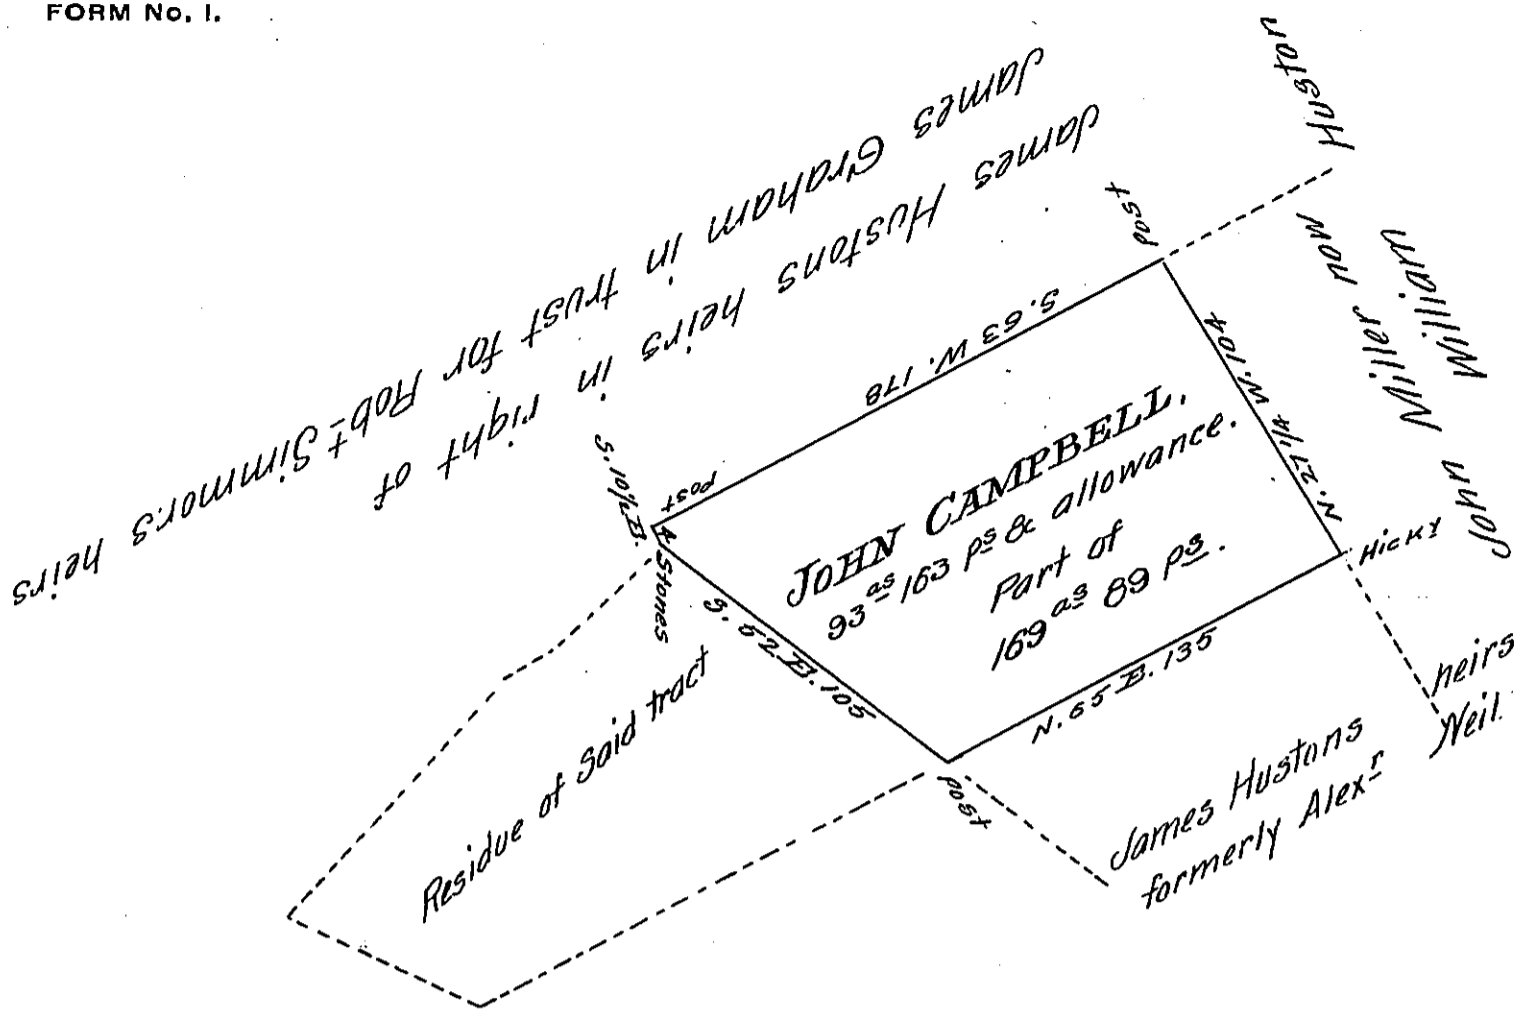 FORM No. 1.
James Graham in trust for Robt Simmons heirs
James Hustons heirs in right of
John Miller now
William
Huston
Post
S. 63 W. 178
N. 27 1/4 W. 104
Hicky
N. 65 E. 135
Post
S. 52 E. 105
Stones
S. 10½ E.
4
Post
JOHN CAMPBELL.
93as 163 ps & allowance.
Part of
169as 89 ps.
Residue of Said tract
James Hustons heirs
formerly Alexr Neil.